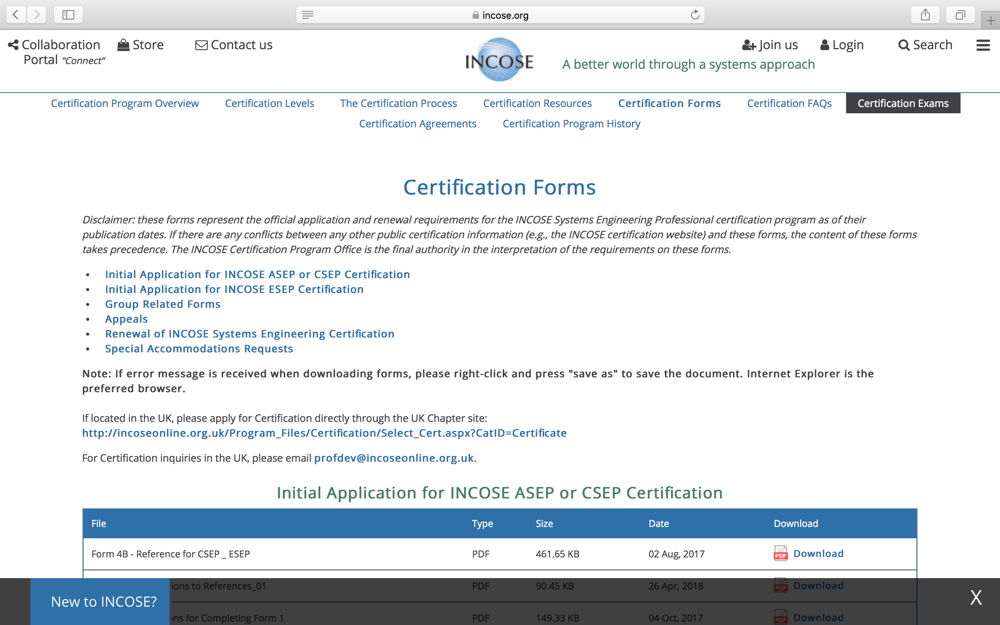 incose.org
Collaboration Portal “Connect“
Store
Contact us
INCOSE
A better world through a systems approach
Join us
Login
Search
Certification Program Overview Certification Levels The Certification Process Certification Resources Certification Forms Certification FAQs Certification Exams
Certification Agreements Certification Program History
Certification Forms
Disclaimer: these forms represent the official application and renewal requirements for the INCOSE Systems Engineering Professional certification program as of their
publication dates. If there are any conflicts between any other public certification information (e.g., the INCOSE certification website) and these forms, the content of these forms
takes precedence. The INCOSE Certification Program Office is the final authority in the interpretation of the requirements on these forms.
• Initial Application for INCOSE ASEP or CSEP Certification
• Initial Application for INCOSE ESEP Certification
• Group Related Forms
• Appeals
• Renewal of INCOSE Systems Engineering Certification
• Special Accommodations Requests
Note: If error message is received when downloading forms, please right-click and press "save as" to save the document. Internet Explorer is the
preferred browser.
If located in the UK, please apply for Certification directly through the UK Chapter site:
http://incoseonline.org.uk/Program_Files/Certification/Select_Cert.aspx?CatID=Certificate
For Certification inquiries in the UK, please email profdev@incoseonline.org.uk.
Initial Application for INCOSE ASEP or CSEP Certification
File Type Size Date Download
Form 4B - Reference for CSEP _ ESEP PDF 461.65 KB 02 Aug, 2017 PDF Download
ions to References_01 PDF 90.45 KB 26 Apr, 2018 PDF Download
New to INCOSE? X
ns for Completing Form 1 PDF 149.33 KB 04 Oct, 2017 PDF Download